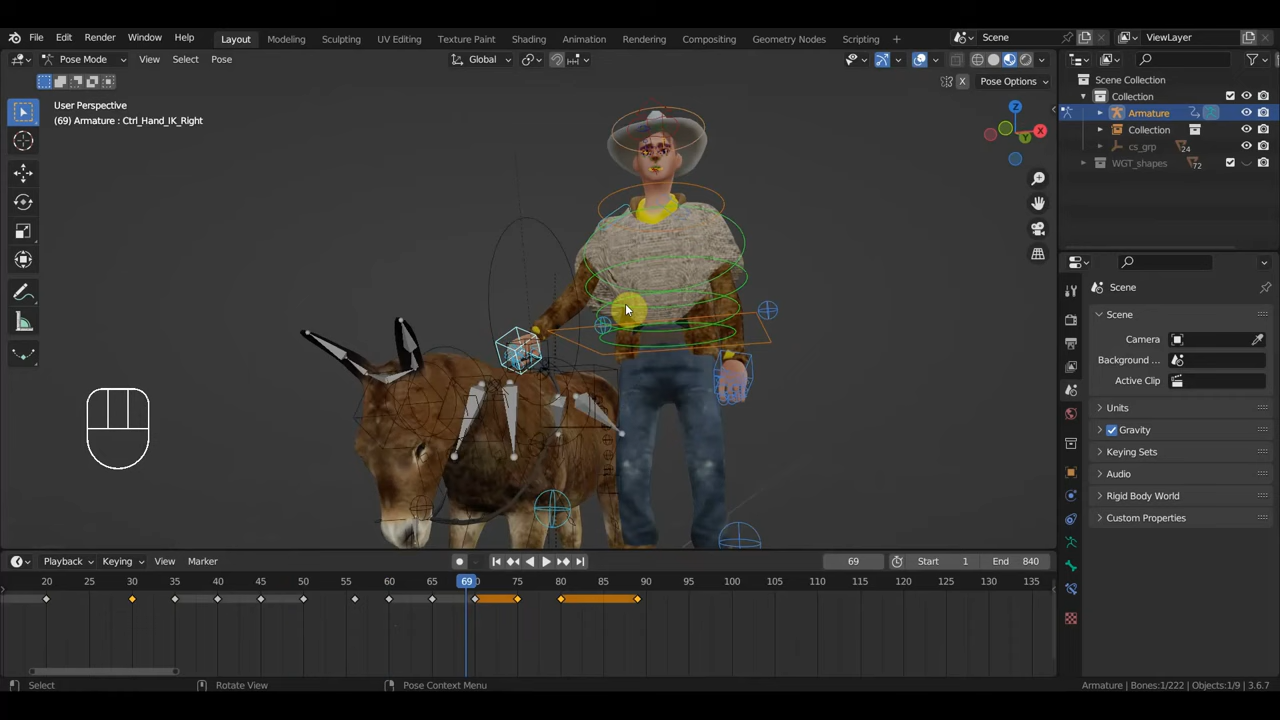 File Edit Render Window Help Layout Modeling Sculpting UV Editing Texture Paint Shading Animation Rendering Compositing Geometry Nodes Scripting + Scene ViewLayer
Pose Mode View Select Pose Global
X Pose Options
User Perspective
(69) Armature : Ctrl_Hand_IK_Right
Z
X
Y
Scene Collection
Collection
Armature
Collection
cs_grp 24
WGT_shapes 72
Scene
Scene
Camera
Background ...
Active Clip
Units
Gravity
Keying Sets
Audio
Rigid Body World
Custom Properties
Playback Keying View Marker 69 Start 1 End 840
20 25 30 35 40 45 50 55 60 65 69 75 80 85 90 95 100 105 110 115 120 125 130 135
Select Rotate View Pose Context Menu Armature | Bones:1/222 | Objects:1/9 | 3.6.7